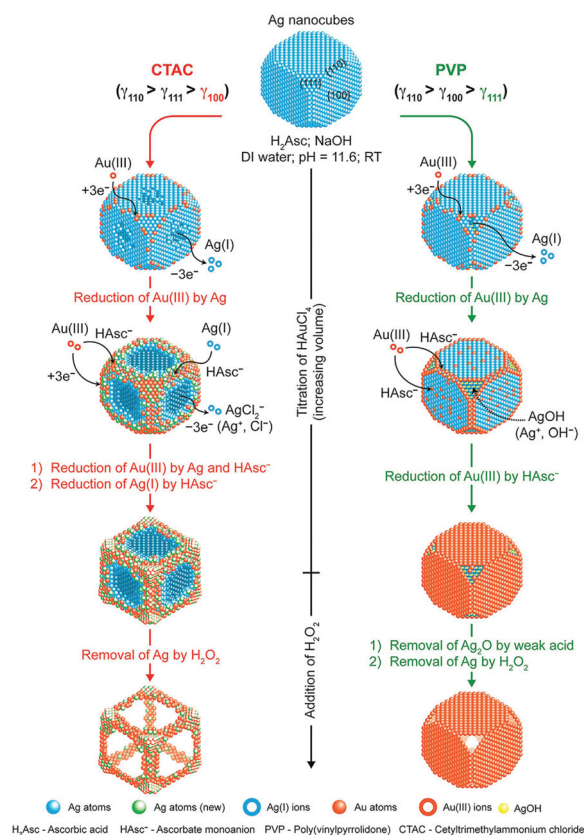 Ag nanocubes
CTAC
(γ110 > γ111 > γ100)
PVP
(γ110 > γ100 > γ111)
{110}
{111}
{100}
H2Asc; NaOH
DI water; pH = 11.6; RT
Au(III)
+3e−
Ag(I)
−3e−
Reduction of Au(III) by Ag
Au(III)
+3e−
Ag(I)
−3e−
Reduction of Au(III) by Ag
Titration of HAuCl4
(increasing volume)
Au(III)
HAsc−
+3e−
Ag(I)
HAsc−
AgCl2−
−3e− (Ag+, Cl−)
1) Reduction of Au(III) by Ag and HAsc−
2) Reduction of Ag(I) by HAsc−
Au(III)
HAsc−
HAsc−
AgOH
(Ag+, OH−)
Reduction of Au(III) by HAsc−
Addition of H2O2
Removal of Ag by H2O2
1) Removal of Ag2O by weak acid
2) Removal of Ag by H2O2
Ag atoms Ag atoms (new) Ag(I) ions Au atoms Au(III) ions AgOH
H2Asc - Ascorbic acid HAsc− - Ascorbate monoanion PVP - Poly(vinylpyrrolidone) CTAC - Cetyltrimethylammonium chloride